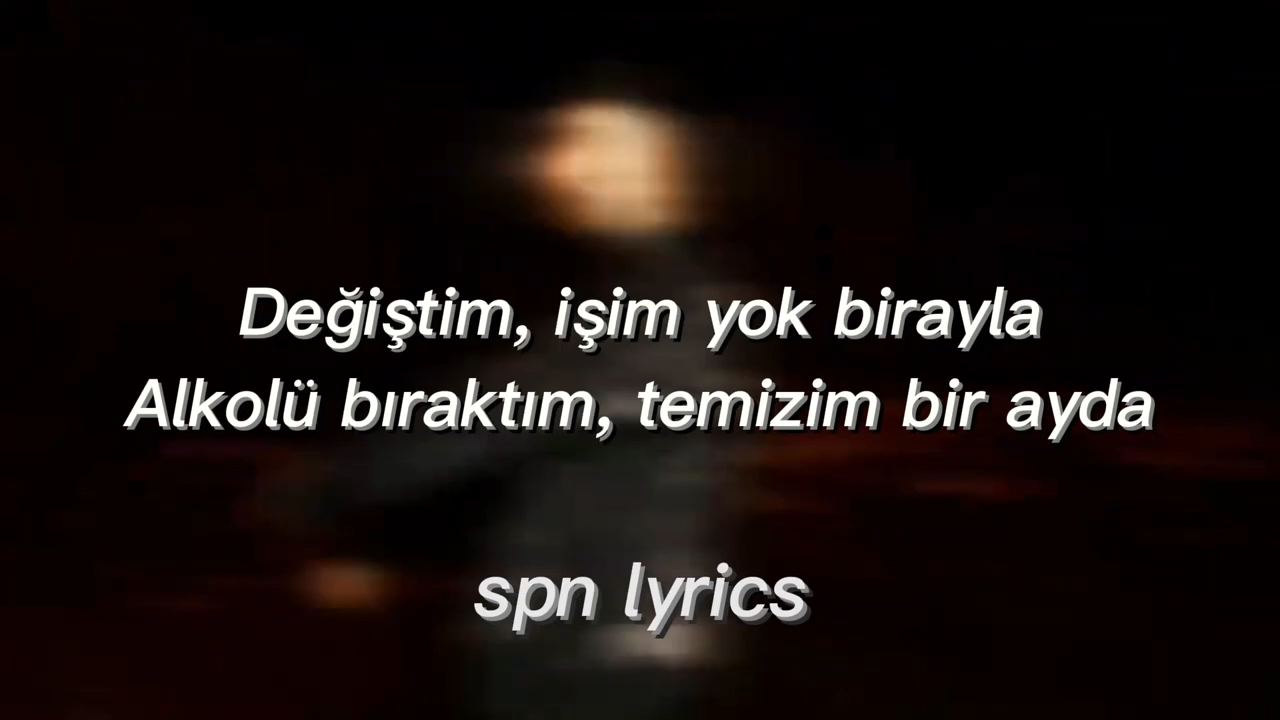 Değiştim, işim yok birayla
Alkolü bıraktım, temizim bir ayda
spn lyrics